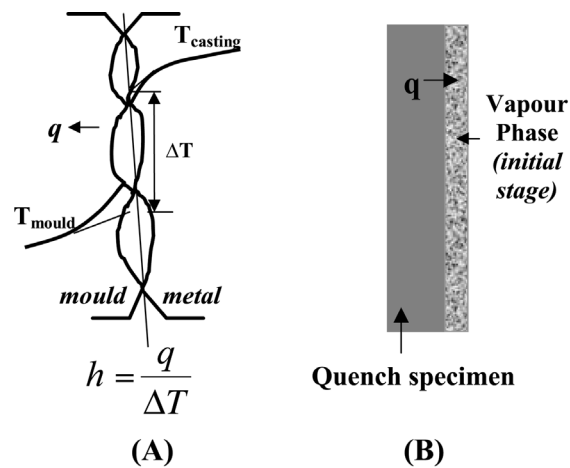 T_casting
q
ΔT
T_mould
mould metal
h = q / ΔT
(A)
q
Vapour
Phase
(initial
stage)
Quench specimen
(B)